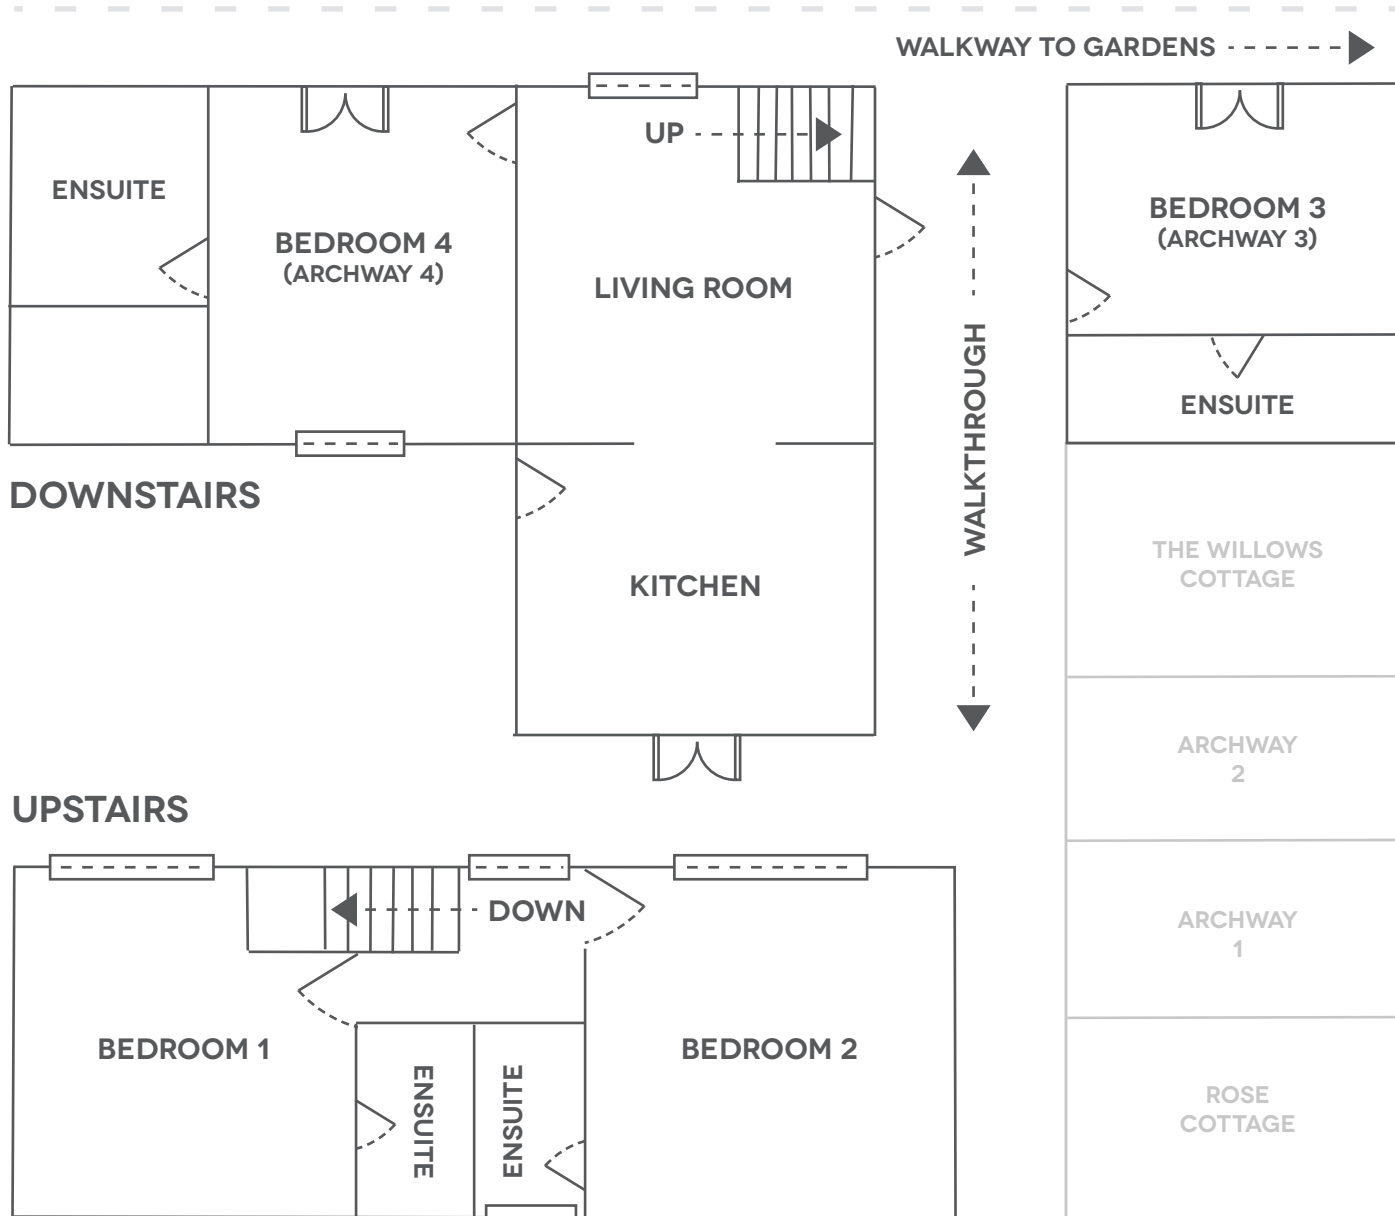 WALKWAY TO GARDENS
UP
ENSUITE
BEDROOM 4
(ARCHWAY 4)
LIVING ROOM
WALKTHROUGH
BEDROOM 3
(ARCHWAY 3)
ENSUITE
DOWNSTAIRS
KITCHEN
THE WILLOWS
COTTAGE
ARCHWAY
2
ARCHWAY
1
ROSE
COTTAGE
UPSTAIRS
DOWN
BEDROOM 1
ENSUITE
ENSUITE
BEDROOM 2